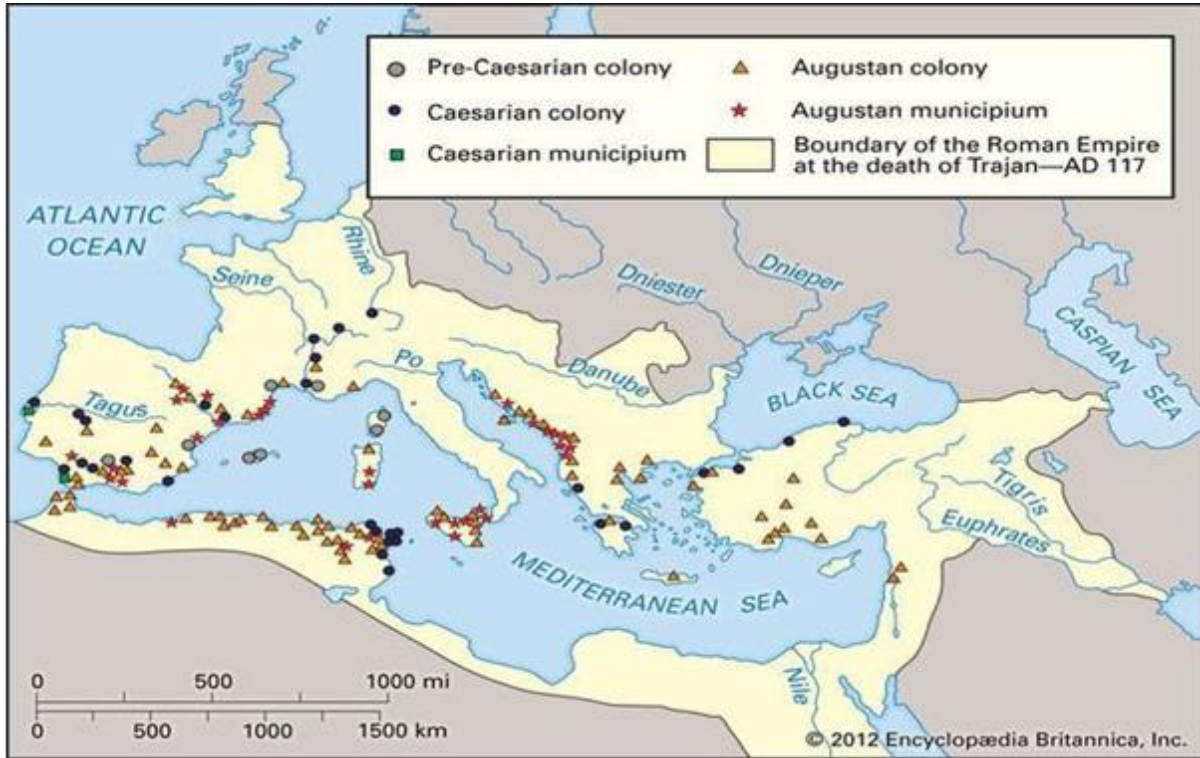 Pre-Caesarian colony
Augustan colony
Caesarian colony
Augustan municipium
Caesarian municipium
Boundary of the Roman Empire
at the death of Trajan—AD 117
ATLANTIC
OCEAN
Rhine
Seine
Dniester
Dnieper
CASPIAN SEA
Po
Danube
BLACK SEA
Tagus
Tigris
Euphrates
MEDITERRANEAN SEA
Nile
0 500 1000 mi
0 500 1000 1500 km
© 2012 Encyclopædia Britannica, Inc.